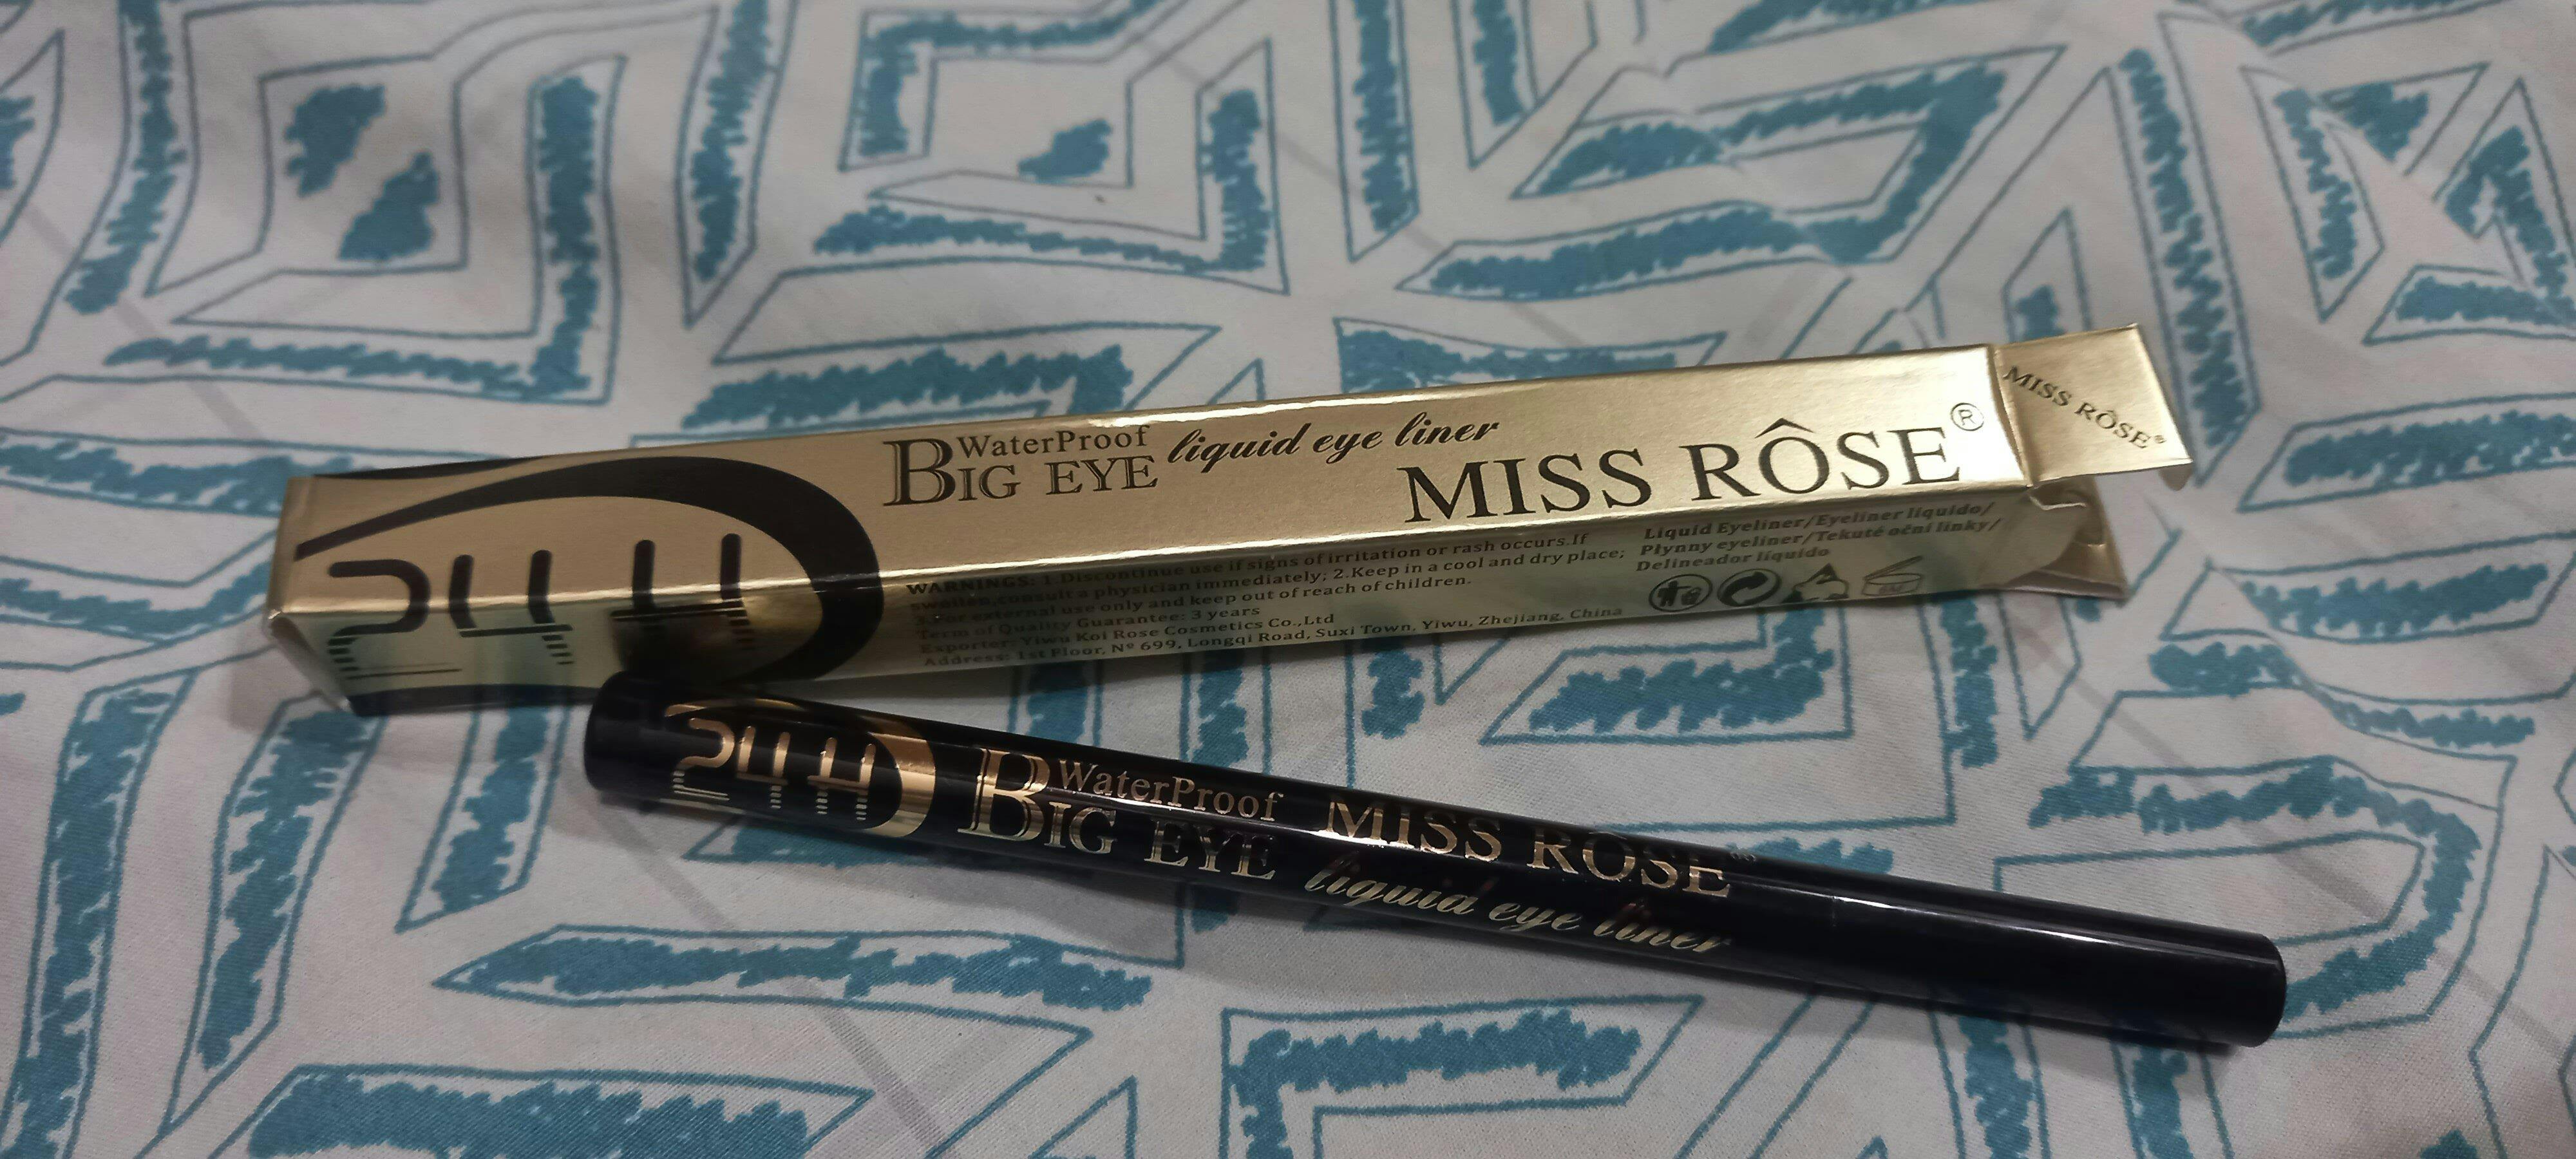 WaterProof
BIG EYE liquid eye liner
MISS RÔSE®
MISS RÔSE®
24H
WARNINGS: 1.Discontinue use if signs of irritation or rash occurs.If
swollen,consult a physician immediately; 2.Keep in a cool and dry place;
3.For external use only and keep out of reach of children.
Term of Quality Guarantee: 3 years
Exporter: Yiwu Koi Rose Cosmetics Co.,Ltd
Address: 1st Floor, Nº 699, Longqi Road, Suxi Town, Yiwu, Zhejiang, China
Liquid Eyeliner/Eyeliner líquido/
Płynny eyeliner/Tekuté oční linky/
Delineador líquido
24H
WaterProof
BIG EYE
MISS RÔSE
liquid eye liner